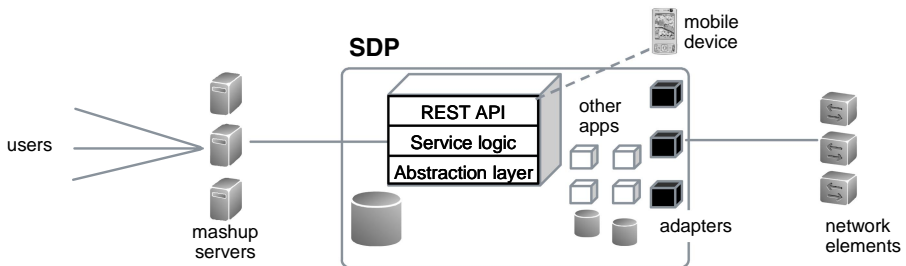 mobile
device
SDP
REST API
Service logic
Abstraction layer
other
apps
users
mashup
servers
adapters
network
elements